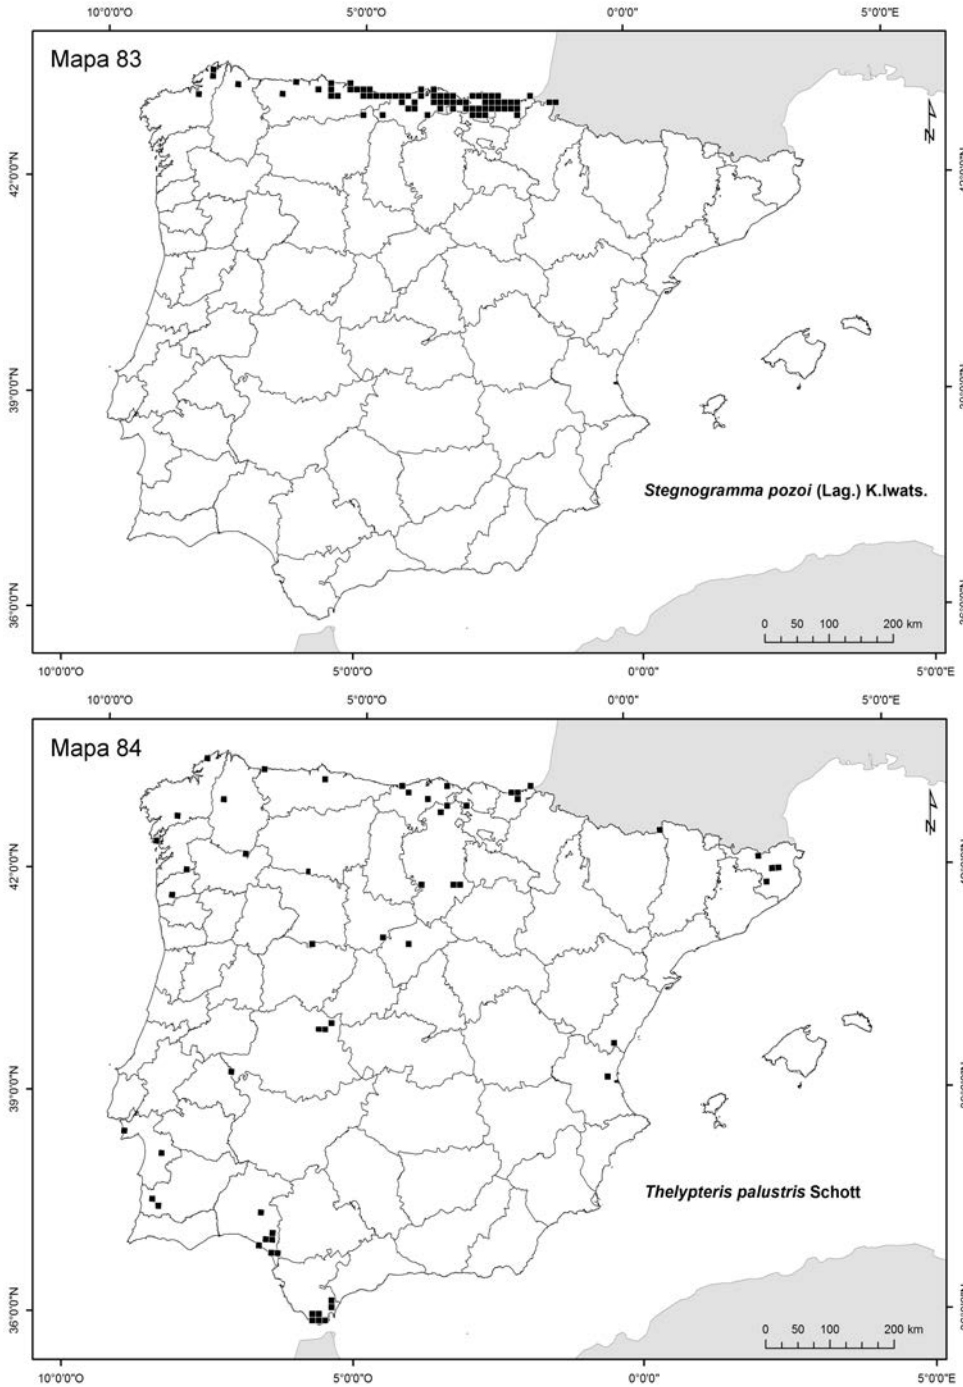 10°0'0"O 5°0'0"O 0°0'0" 5°0'0"E
Mapa 83
N
42°0'0"N
39°0'0"N
Stegnogramma pozoi (Lag.) K.Iwats.
36°0'0"N
0 50 100 200 km
10°0'0"O 5°0'0"O 0°0'0"E 5°0'0"E
10°0'0"O 5°0'0"O 0°0'0" 5°0'0"E
Mapa 84
N
42°0'0"N
39°0'0"N
Thelypteris palustris Schott
36°0'0"N
0 50 100 200 km
10°0'0"O 5°0'0"O 0°0'0"E 5°0'0"E